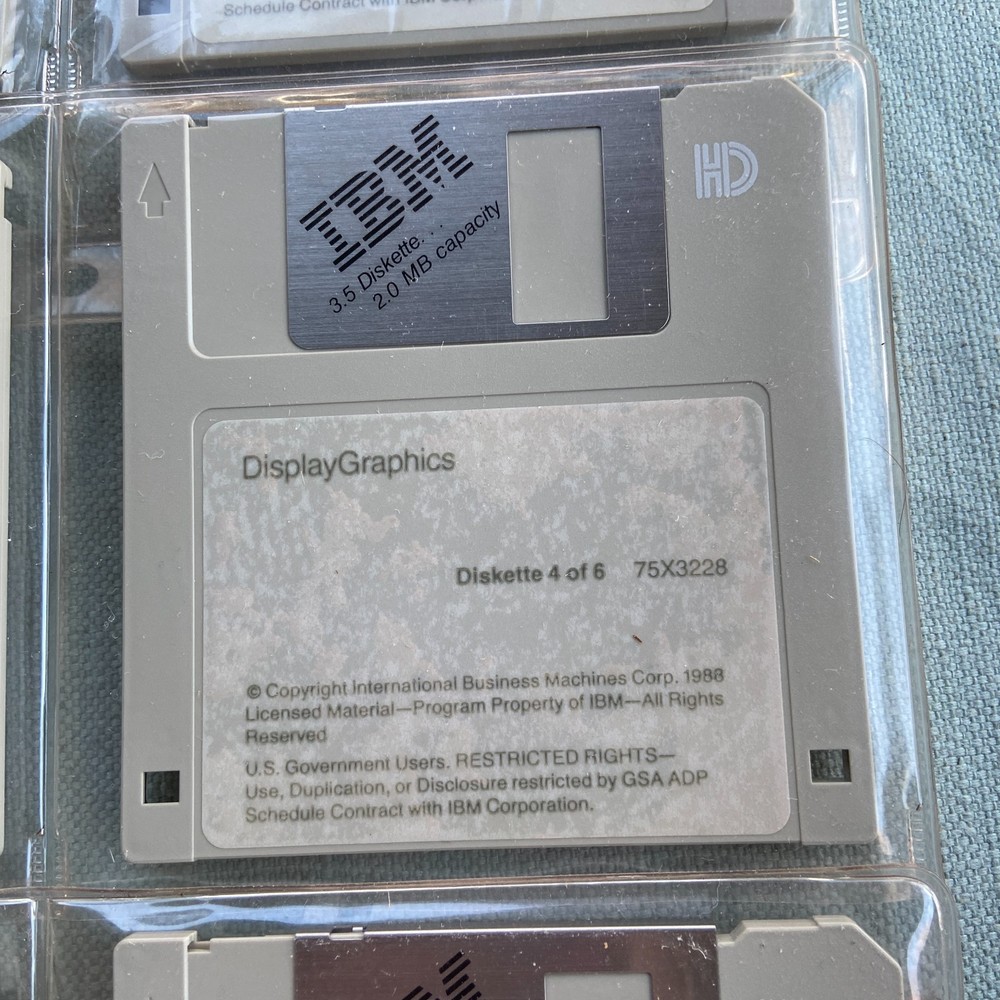 Schedule Contract with IBM
IBM
3.5 Diskette. . .
2.0 MB capacity
HD
DisplayGraphics
Diskette 4 of 6 75X3228
© Copyright International Business Machines Corp. 1988
Licensed Material—Program Property of IBM—All Rights
Reserved
U.S. Government Users. RESTRICTED RIGHTS—
Use, Duplication, or Disclosure restricted by GSA ADP
Schedule Contract with IBM Corporation.
IBM